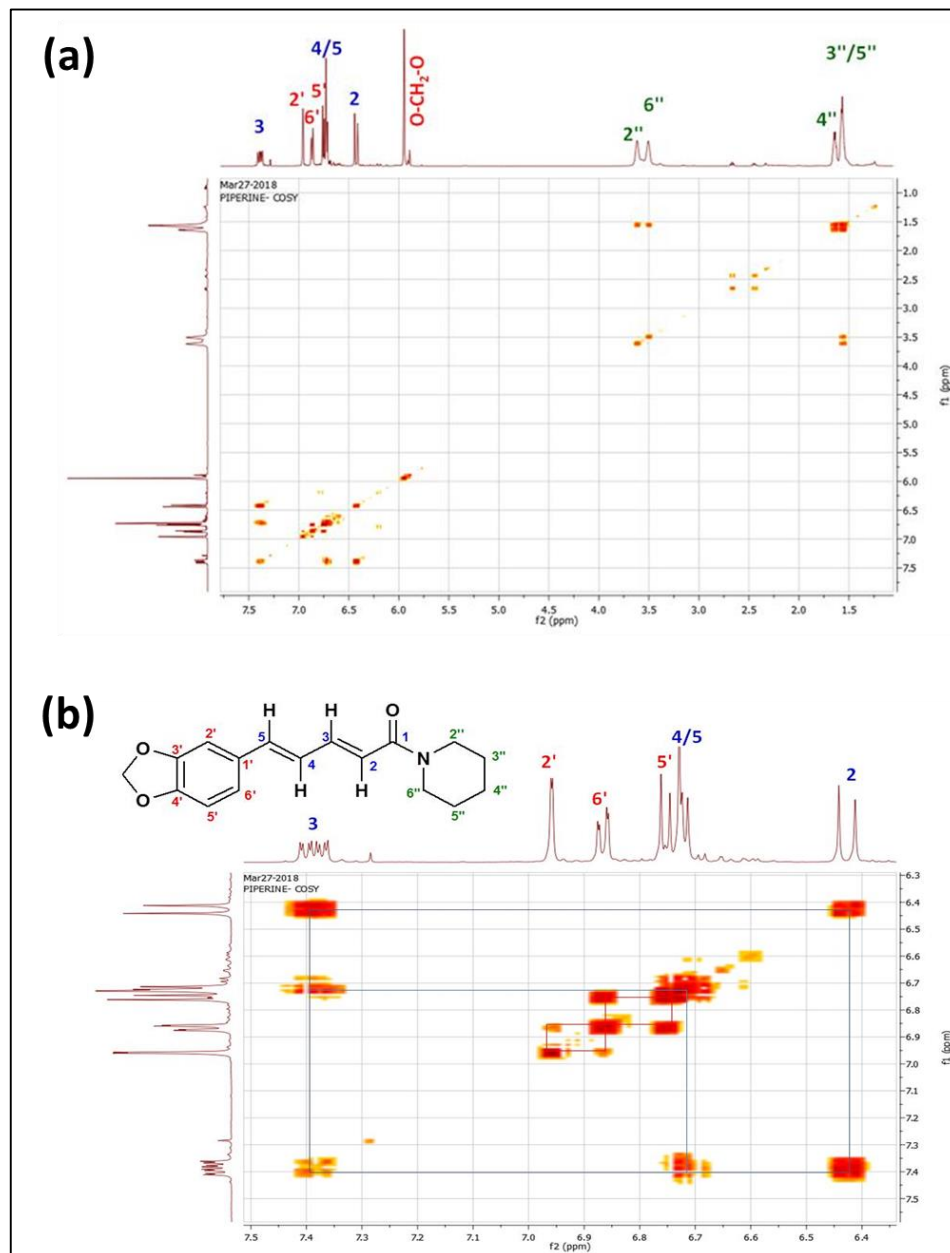 (a)
3 2' 6' 5' 4/5 2 O-CH2-O 2'' 6'' 4'' 3''/5''
Mar27-2018
PIPERINE- COSY
1.0
1.5
2.0
2.5
3.0
3.5
4.0
4.5
5.0
5.5
6.0
6.5
7.0
7.5
f1 (ppm)
7.5 7.0 6.5 6.0 5.5 5.0 4.5 4.0 3.5 3.0 2.5 2.0 1.5
f2 (ppm)
(b)
H H O
O 3' 2' 1' 5 4 3 2 1 N 2'' 3'' 4'' 5'' 6''
O 4' 5' 6' H H
3 2' 6' 5' 4/5 2
Mar27-2018
PIPERINE- COSY
6.3
6.4
6.5
6.6
6.7
6.8
6.9
7.0
7.1
7.2
7.3
7.4
7.5
f1 (ppm)
7.5 7.4 7.3 7.2 7.1 7.0 6.9 6.8 6.7 6.6 6.5 6.4
f2 (ppm)